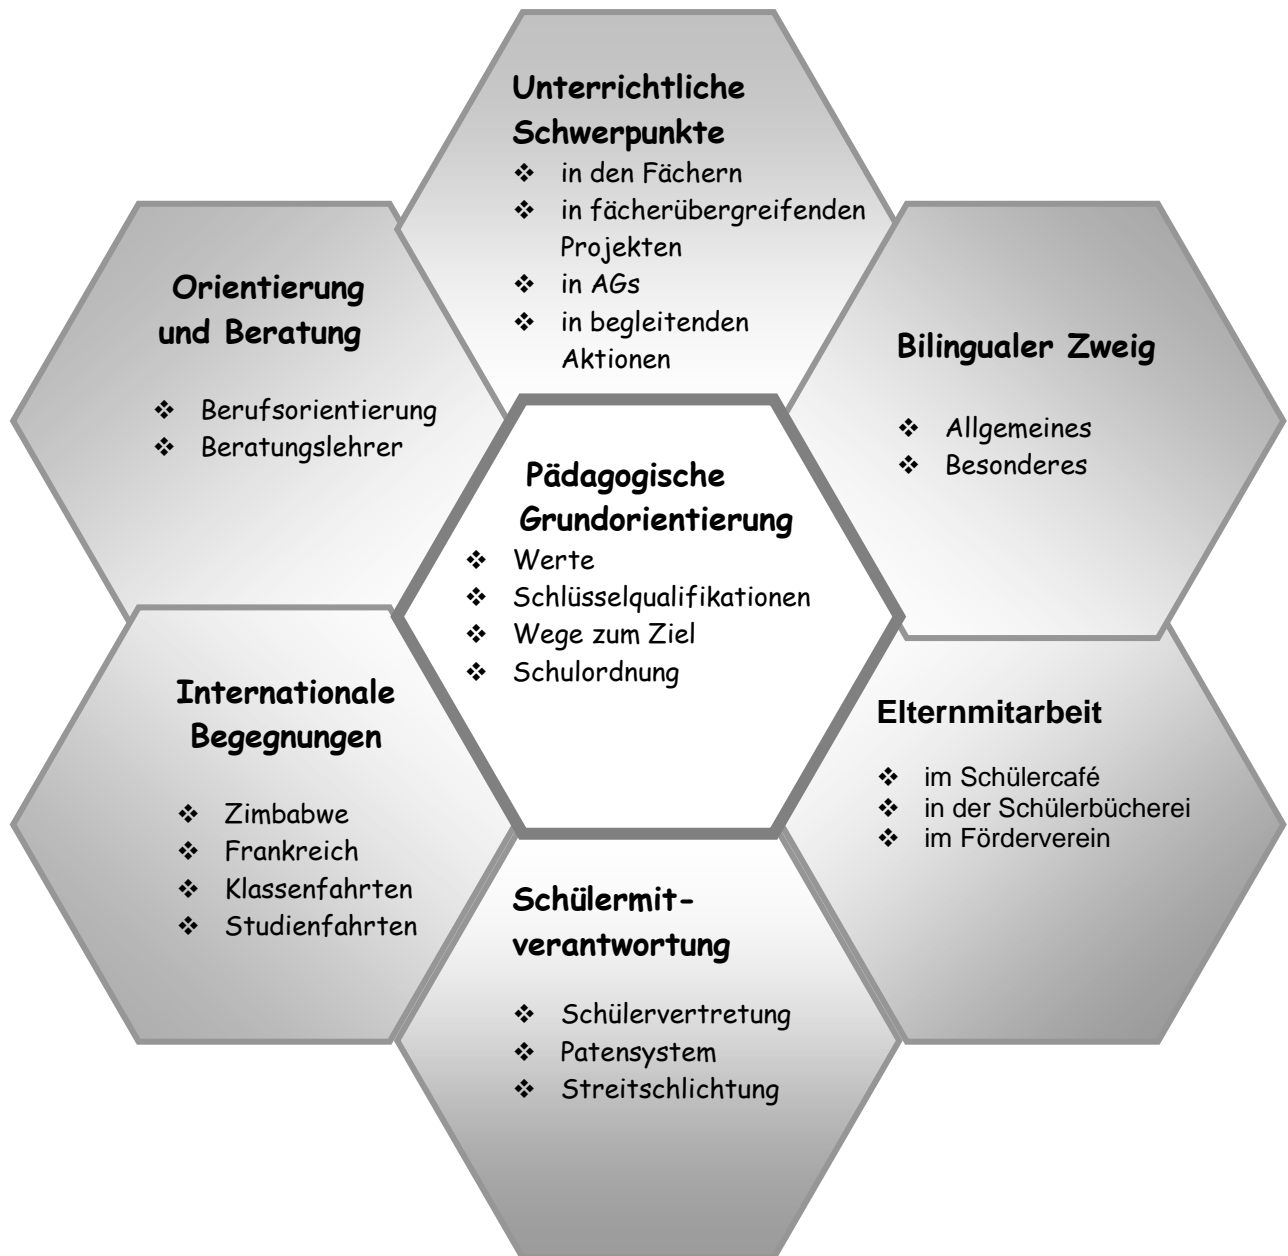 Unterrichtliche
Schwerpunkte
❖ in den Fächern
❖ in fächerübergreifenden
Projekten
❖ in AGs
❖ in begleitenden
Aktionen
Orientierung
und Beratung
❖ Berufsorientierung
❖ Beratungslehrer
Bilingualer Zweig
❖ Allgemeines
❖ Besonderes
Pädagogische
Grundorientierung
❖ Werte
❖ Schlüsselqualifikationen
❖ Wege zum Ziel
❖ Schulordnung
Internationale
Begegnungen
❖ Zimbabwe
❖ Frankreich
❖ Klassenfahrten
❖ Studienfahrten
Elternmitarbeit
❖ im Schülercafé
❖ in der Schülerbücherei
❖ im Förderverein
Schülermit-
verantwortung
❖ Schülervertretung
❖ Patensystem
❖ Streitschlichtung